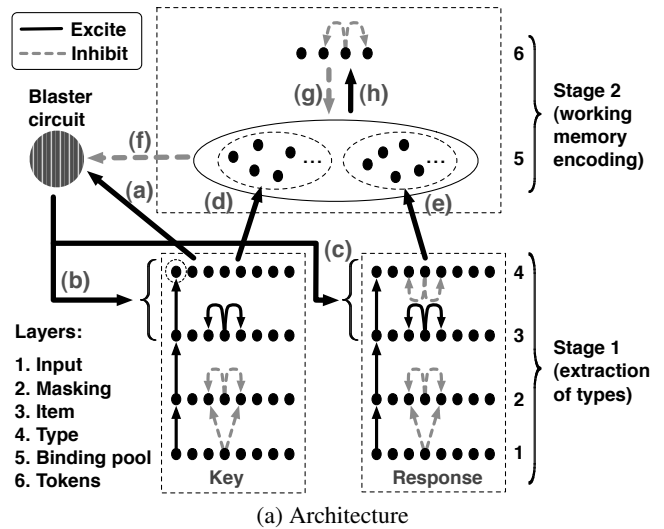 Excite
Inhibit
Blaster
circuit
(a)
(b)
(c)
(d)
(e)
(f)
(g)
(h)
6
5
Stage 2
(working
memory
encoding)
4
3
2
1
Stage 1
(extraction
of types)
Layers:
1. Input
2. Masking
3. Item
4. Type
5. Binding pool
6. Tokens
...
...
Key
Response
(a) Architecture